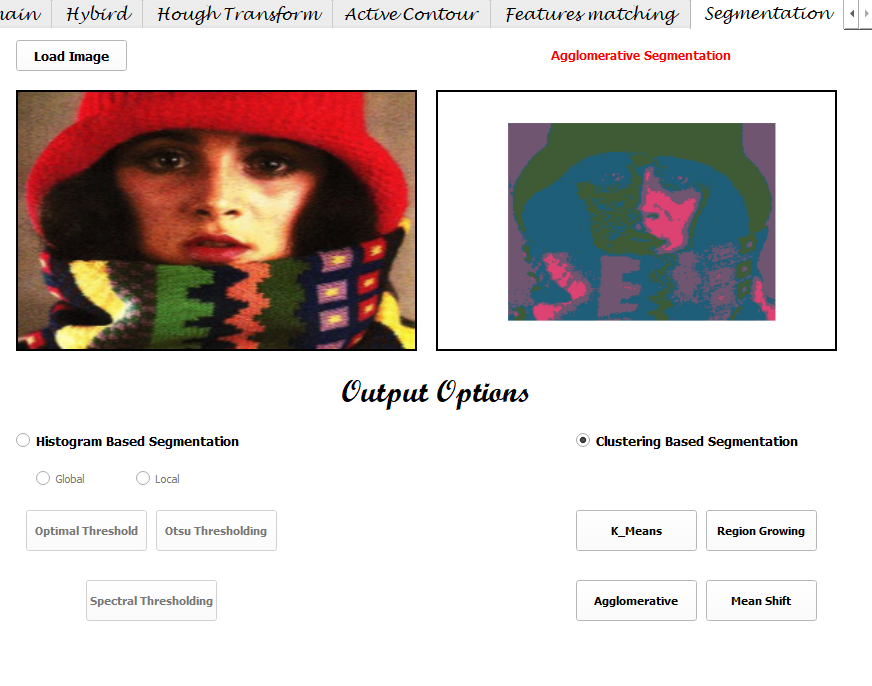 ain Hybird Hough Transform Active Contour Features matching Segmentation
Load Image
Agglomerative Segmentation
Output Options
Histogram Based Segmentation
Clustering Based Segmentation
Global Local
Optimal Threshold Otsu Thresholding
K_Means Region Growing
Spectral Thresholding
Agglomerative Mean Shift